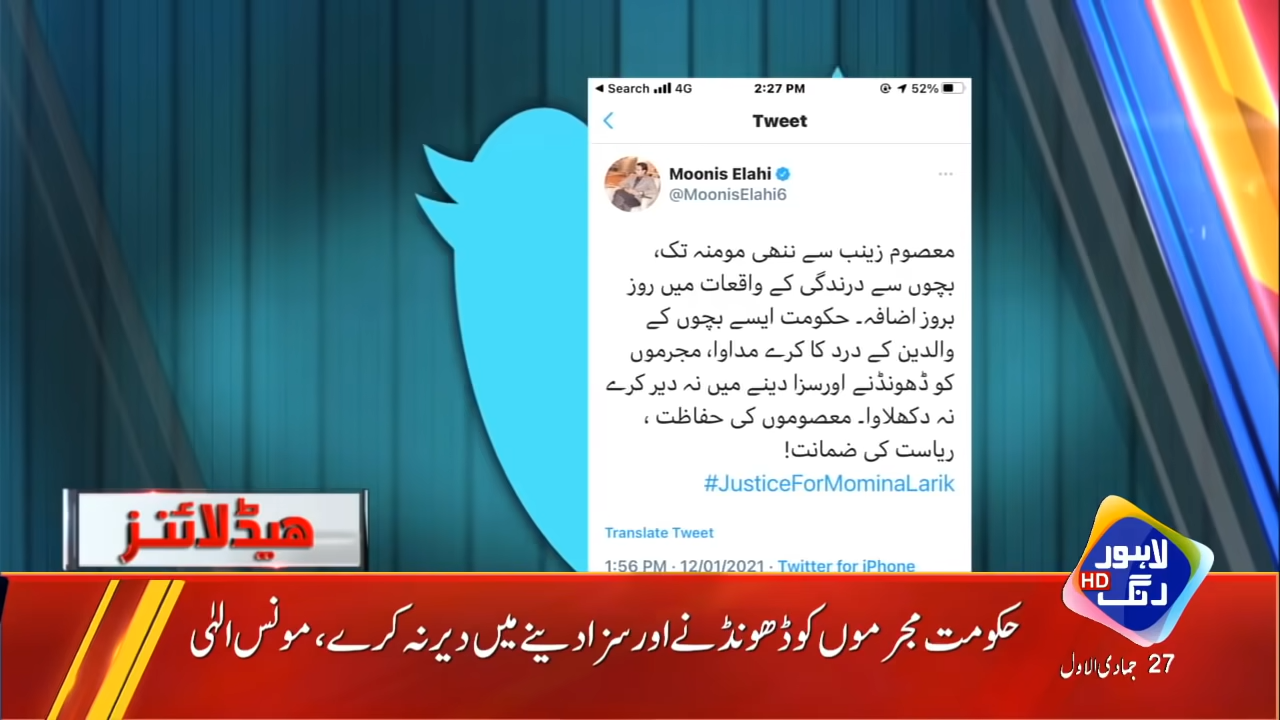 Search 4G 2:27 PM 52%
Tweet
Moonis Elahi
@MoonisElahi6
معصوم زینب سے ننھی مومنہ تک،
بچوں سے درندگی کے واقعات میں روز
بروز اضافہ۔ حکومت ایسے بچوں کے
والدین کے درد کا کرے مداوا، مجرموں
کو ڈھونڈنے اورسزا دینے میں نہ دیر کرے
نہ دکھلاوا۔ معصوموں کی حفاظت ،
ریاست کی ضمانت!
#JusticeForMominaLarik
Translate Tweet
1:56 PM · 12/01/2021 · Twitter for iPhone
ھیڈلائنز
لاہور
رنگ HD
حکومت مجرموں کو ڈھونڈنے اور سزا دینے میں دیر نہ کرے، مونس الٰہی
27 جمادی الاول